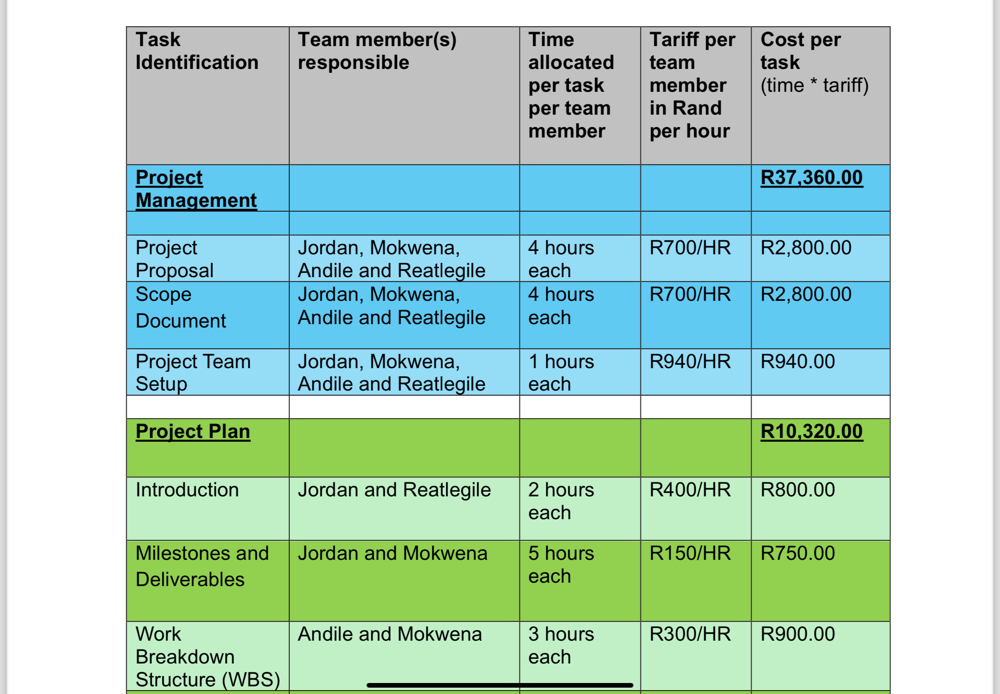 Task
Identification
Team member(s)
responsible
Time
allocated
per task
per team
member
Tariff per
team
member
in Rand
per hour
Cost per
task
(time * tariff)
Project
Management
R37,360.00
Project
Proposal
Jordan, Mokwena,
Andile and Reatlegile
4 hours
each
R700/HR
R2,800.00
Scope
Document
Jordan, Mokwena,
Andile and Reatlegile
4 hours
each
R700/HR
R2,800.00
Project Team
Setup
Jordan, Mokwena,
Andile and Reatlegile
1 hours
each
R940/HR
R940.00
Project Plan
R10,320.00
Introduction
Jordan and Reatlegile
2 hours
each
R400/HR
R800.00
Milestones and
Deliverables
Jordan and Mokwena
5 hours
each
R150/HR
R750.00
Work
Breakdown
Structure (WBS)
Andile and Mokwena
3 hours
each
R300/HR
R900.00